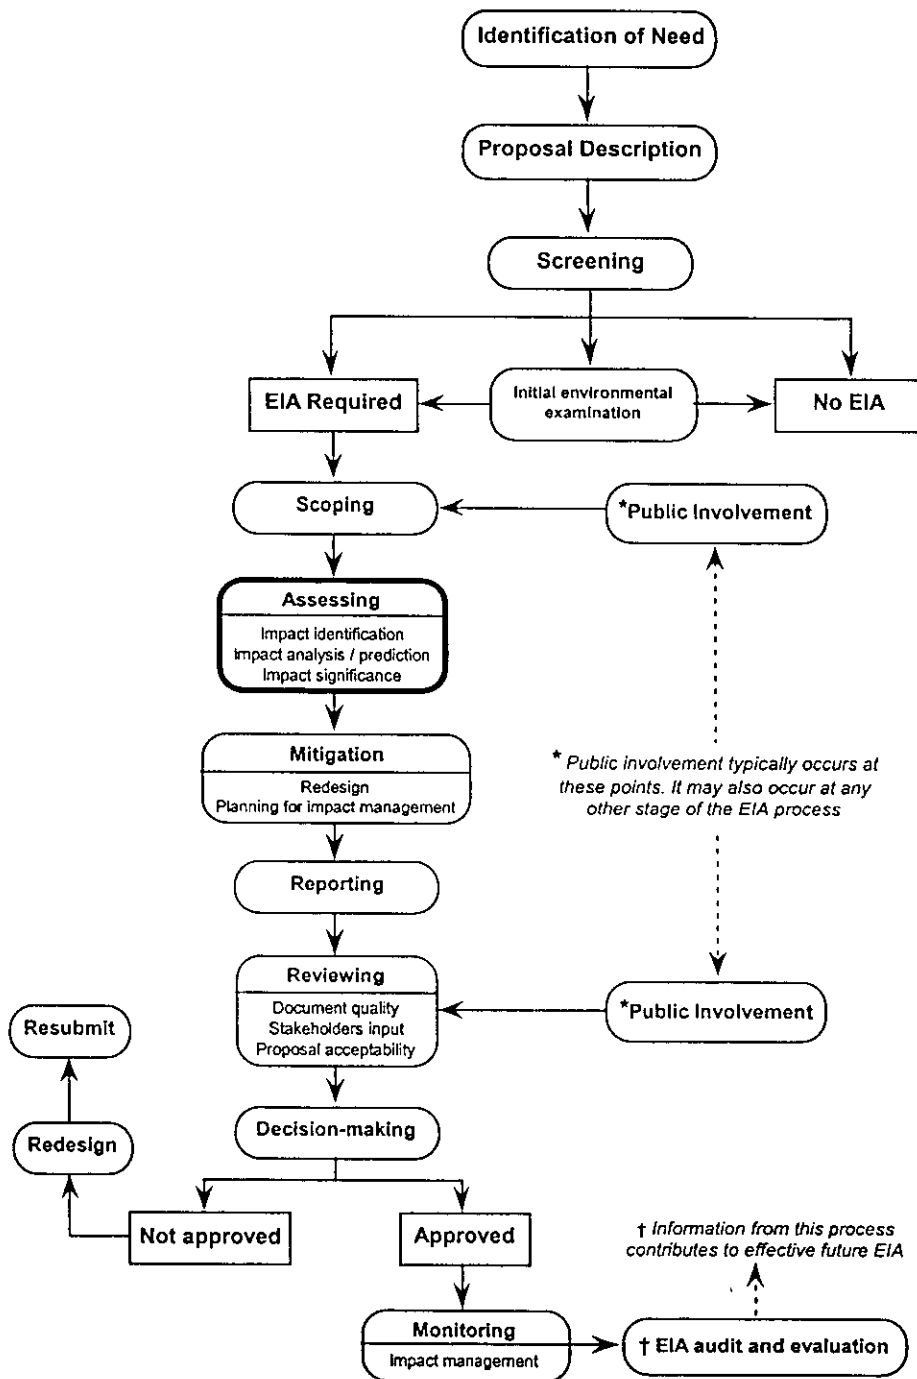 Identification of Need
Proposal Description
Screening
EIA Required
Initial environmental
examination
No EIA
Scoping
*Public Involvement
Assessing
Impact identification
Impact analysis / prediction
Impact significance
Mitigation
Redesign
Planning for impact management
* Public involvement typically occurs at
these points. It may also occur at any
other stage of the EIA process
Reporting
Reviewing
Document quality
Stakeholders input
Proposal acceptability
*Public Involvement
Resubmit
Redesign
Decision-making
Not approved
Approved
† Information from this process
contributes to effective future EIA
Monitoring
Impact management
† EIA audit and evaluation